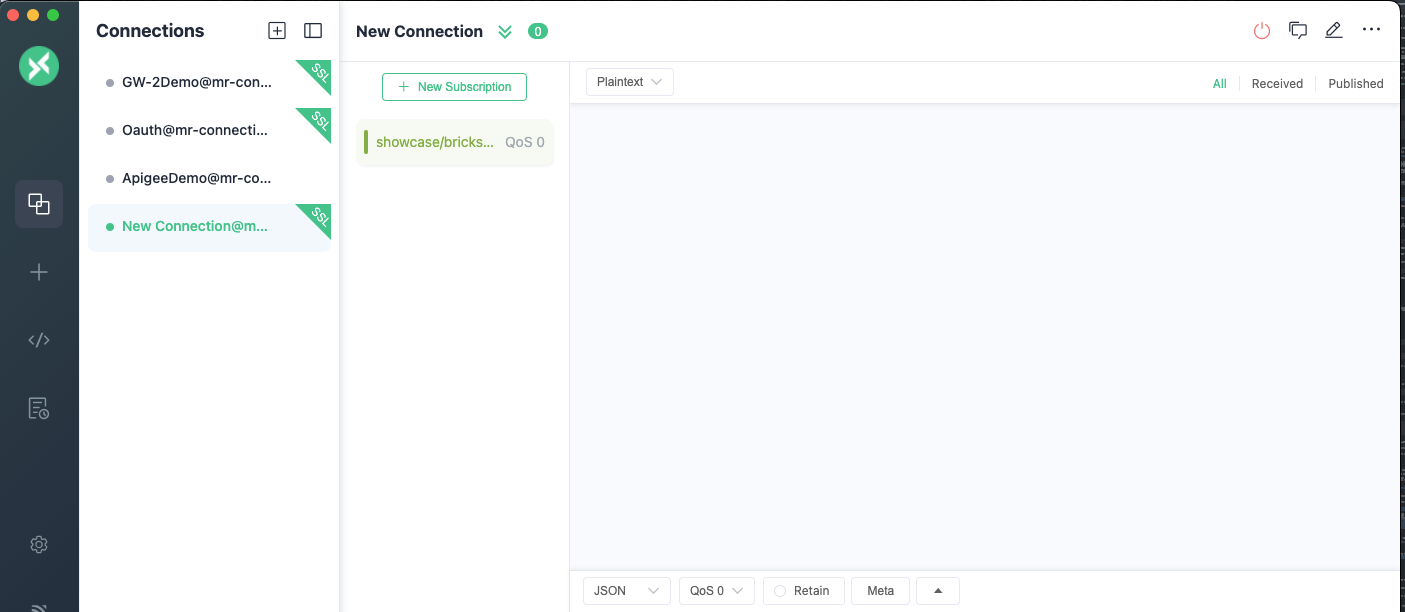 Connections
GW-2Demo@mr-con...
SSL
Oauth@mr-connecti...
SSL
ApigeeDemo@mr-co...
New Connection@m...
SSL
New Connection
0
New Subscription
showcase/bricks... QoS 0
Plaintext
All Received Published
JSON QoS 0 Retain Meta